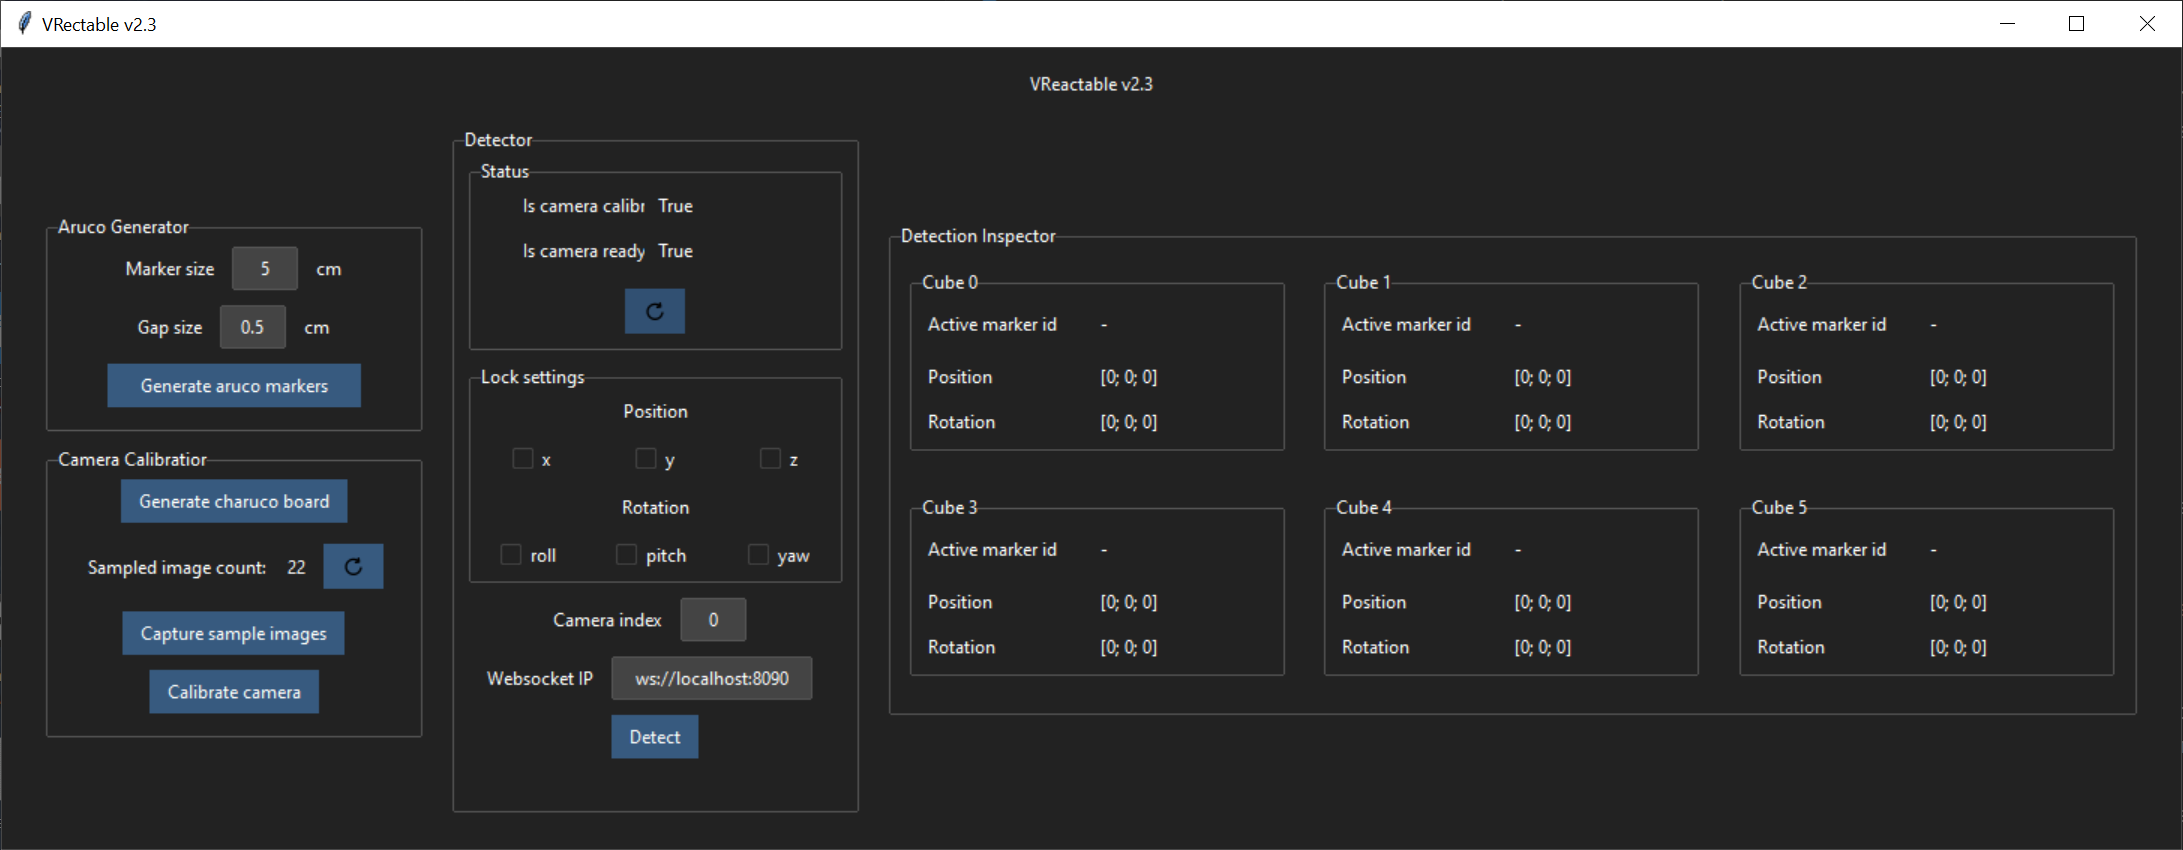 VRectable v2.3
VReactable v2.3
Aruco Generator
Marker size 5 cm
Gap size 0.5 cm
Generate aruco markers
Camera Calibratior
Generate charuco board
Sampled image count: 22
Capture sample images
Calibrate camera
Detector
Status
Is camera calibr True
Is camera ready True
Lock settings
Position
x y z
Rotation
roll pitch yaw
Camera index 0
Websocket IP ws://localhost:8090
Detect
Detection Inspector
Cube 0
Active marker id -
Position [0; 0; 0]
Rotation [0; 0; 0]
Cube 1
Active marker id -
Position [0; 0; 0]
Rotation [0; 0; 0]
Cube 2
Active marker id -
Position [0; 0; 0]
Rotation [0; 0; 0]
Cube 3
Active marker id -
Position [0; 0; 0]
Rotation [0; 0; 0]
Cube 4
Active marker id -
Position [0; 0; 0]
Rotation [0; 0; 0]
Cube 5
Active marker id -
Position [0; 0; 0]
Rotation [0; 0; 0]